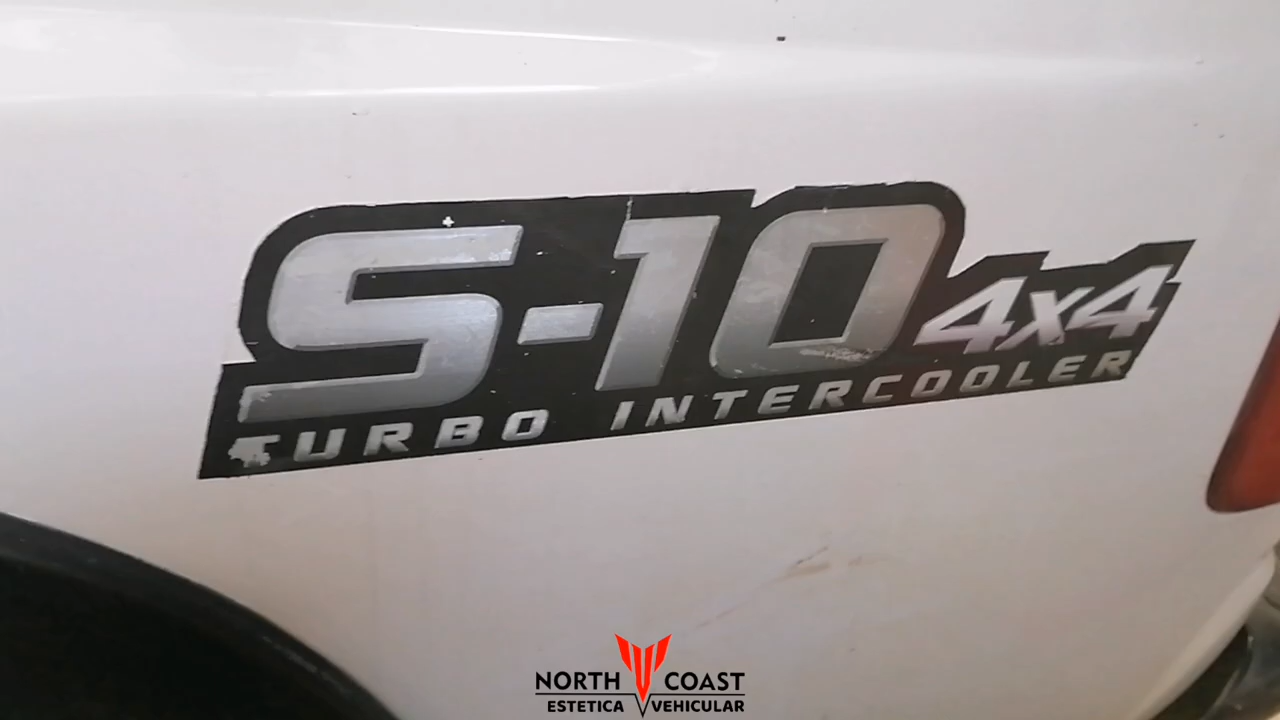 S-10 4x4
TURBO INTERCOOLER
NORTH COAST
ESTETICA VEHICULAR